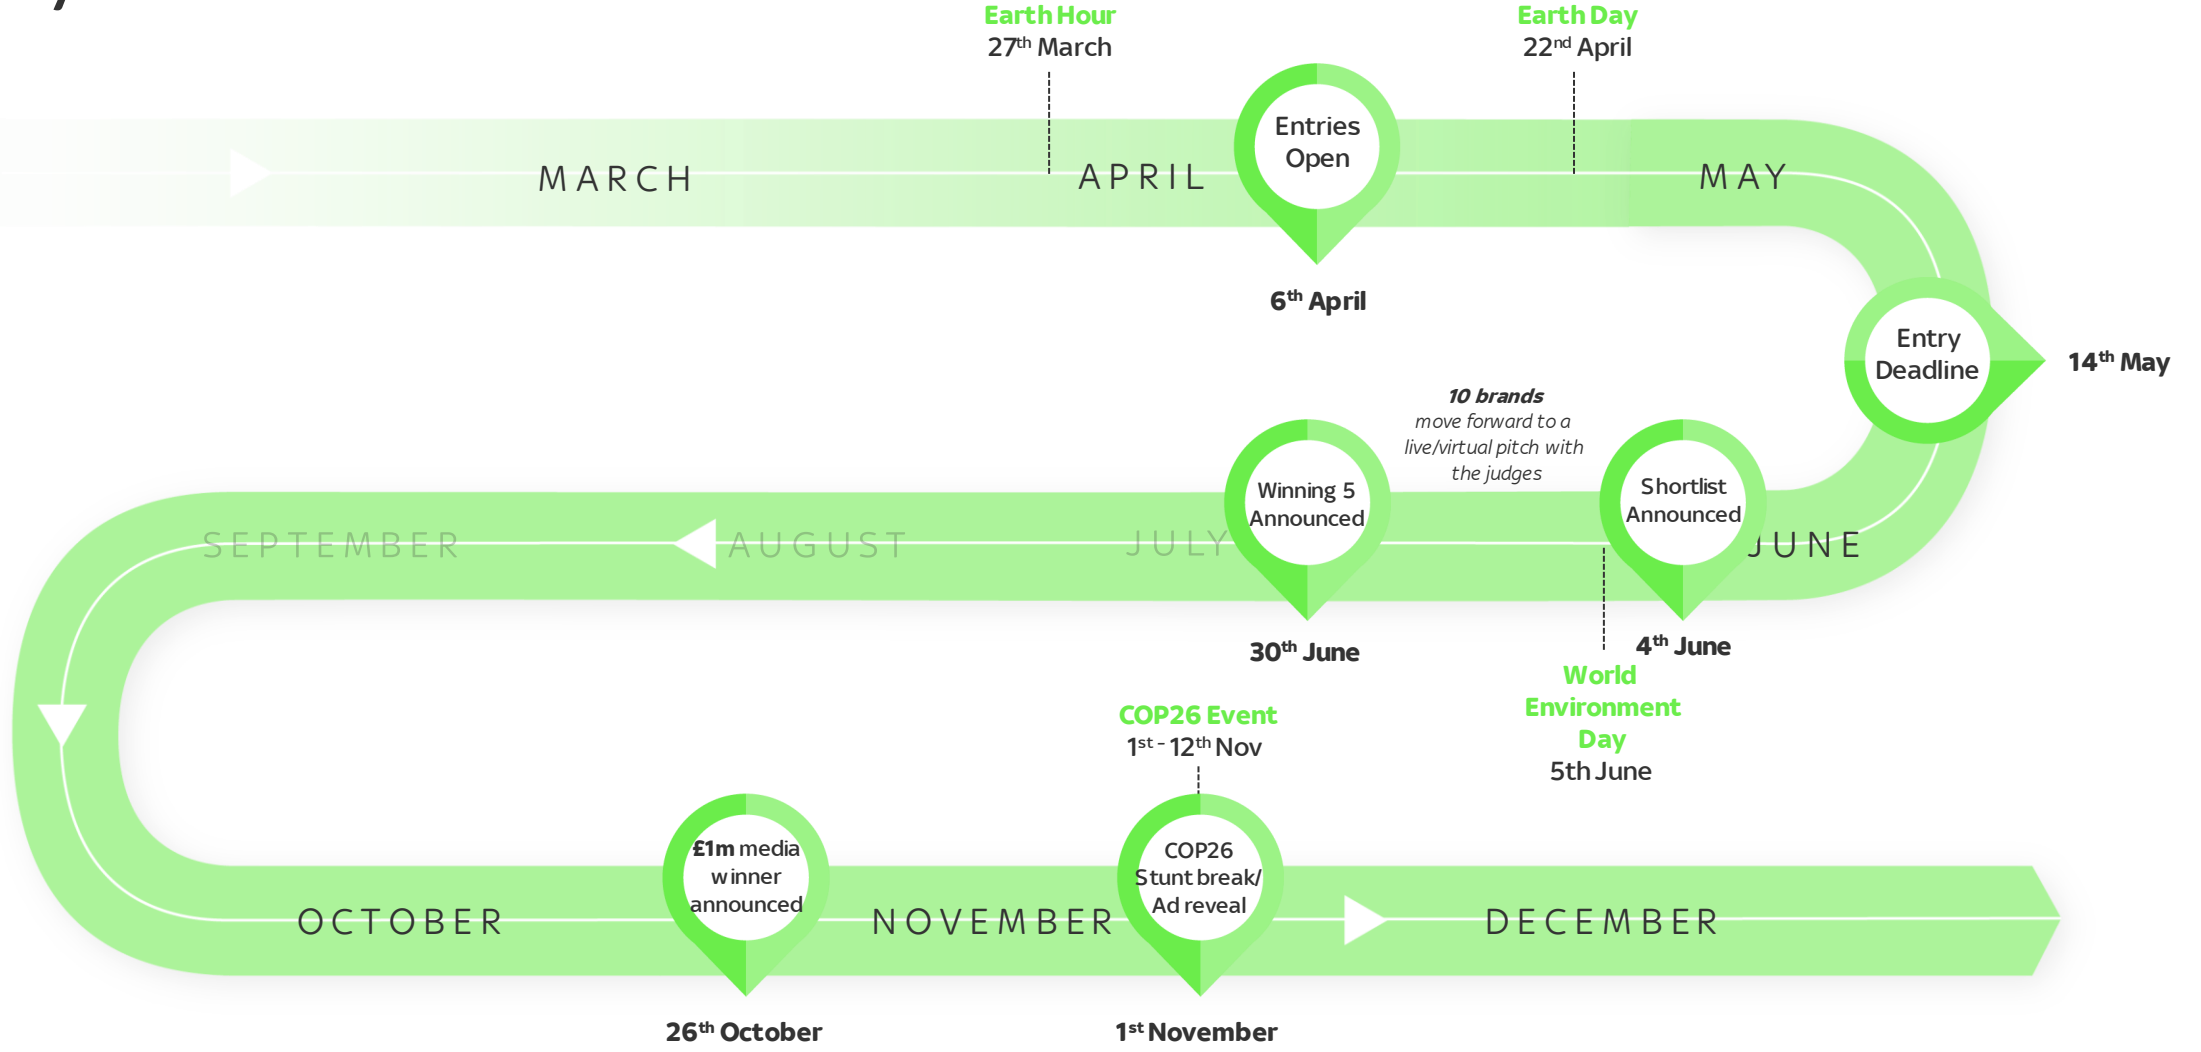 Earth Hour
27th March
Earth Day
22nd April
Entries
Open
MARCH
APRIL
MAY
6th April
Entry
Deadline
14th May
10 brands
move forward to a
live/virtual pitch with
the judges
Shortlist
Announced
Winning 5
Announced
JUNE
JULY
AUGUST
SEPTEMBER
4th June
30th June
World
Environment
Day
5th June
COP26 Event
1st - 12th Nov
£1m media
winner
announced
COP26
Stunt break/
Ad reveal
OCTOBER
NOVEMBER
DECEMBER
26th October
1st November